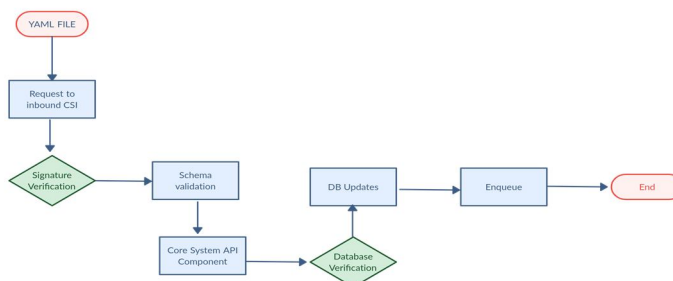 YAML FILE
Request to
inbound CSI
Signature
Verification
Schema
validation
Core System API
Component
Database
Verification
DB Updates
Enqueue
End